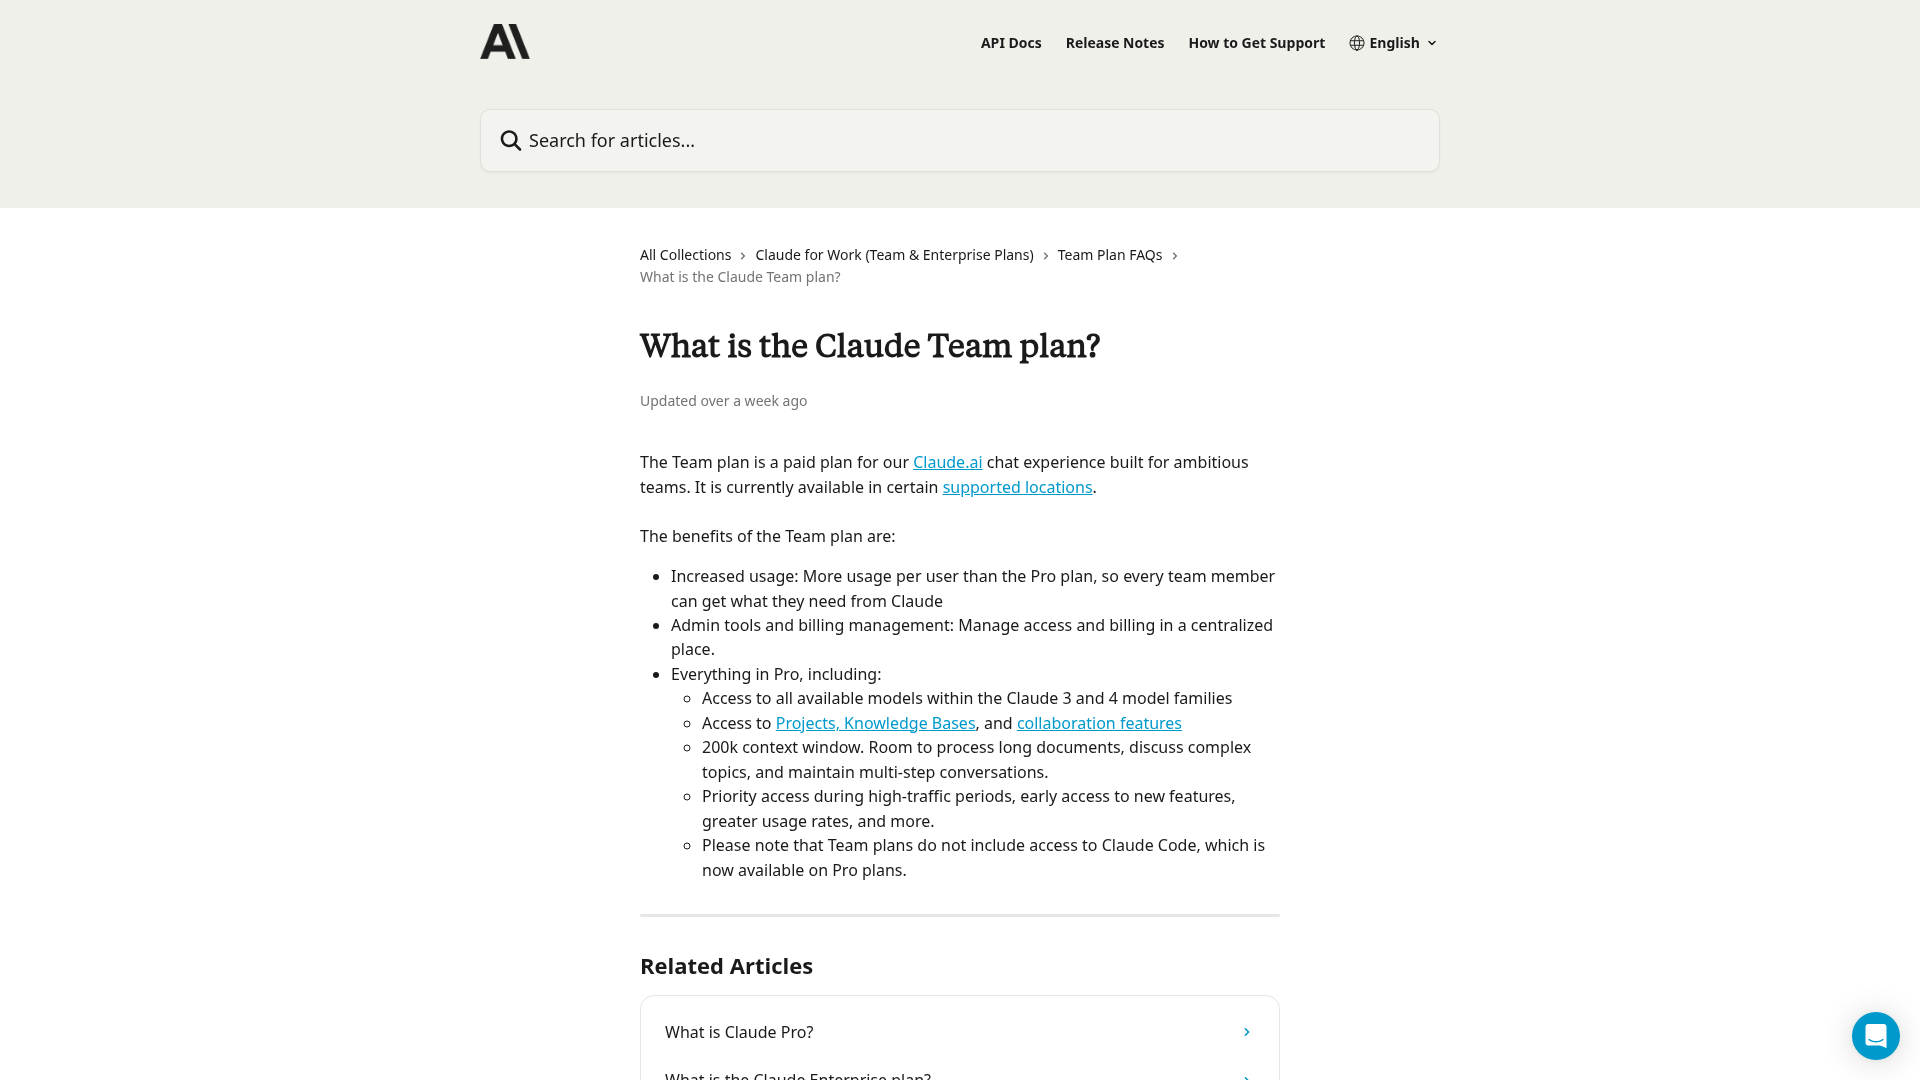 API Docs
Release Notes
How to Get Support
English
Search for articles...
All Collections
Claude for Work (Team & Enterprise Plans)
Team Plan FAQs
What is the Claude Team plan?
What is the Claude Team plan?
Updated over a week ago
The Team plan is a paid plan for our Claude.ai chat experience built for ambitious
teams. It is currently available in certain supported locations.
The benefits of the Team plan are:
Increased usage: More usage per user than the Pro plan, so every team member
can get what they need from Claude
Admin tools and billing management: Manage access and billing in a centralized
place.
Everything in Pro, including:
Access to all available models within the Claude 3 and 4 model families
Access to Projects, Knowledge Bases, and collaboration features
200k context window. Room to process long documents, discuss complex
topics, and maintain multi-step conversations.
Priority access during high-traffic periods, early access to new features,
greater usage rates, and more.
Please note that Team plans do not include access to Claude Code, which is
now available on Pro plans.
Related Articles
What is Claude Pro?
What is the Claude Enterprise plan?